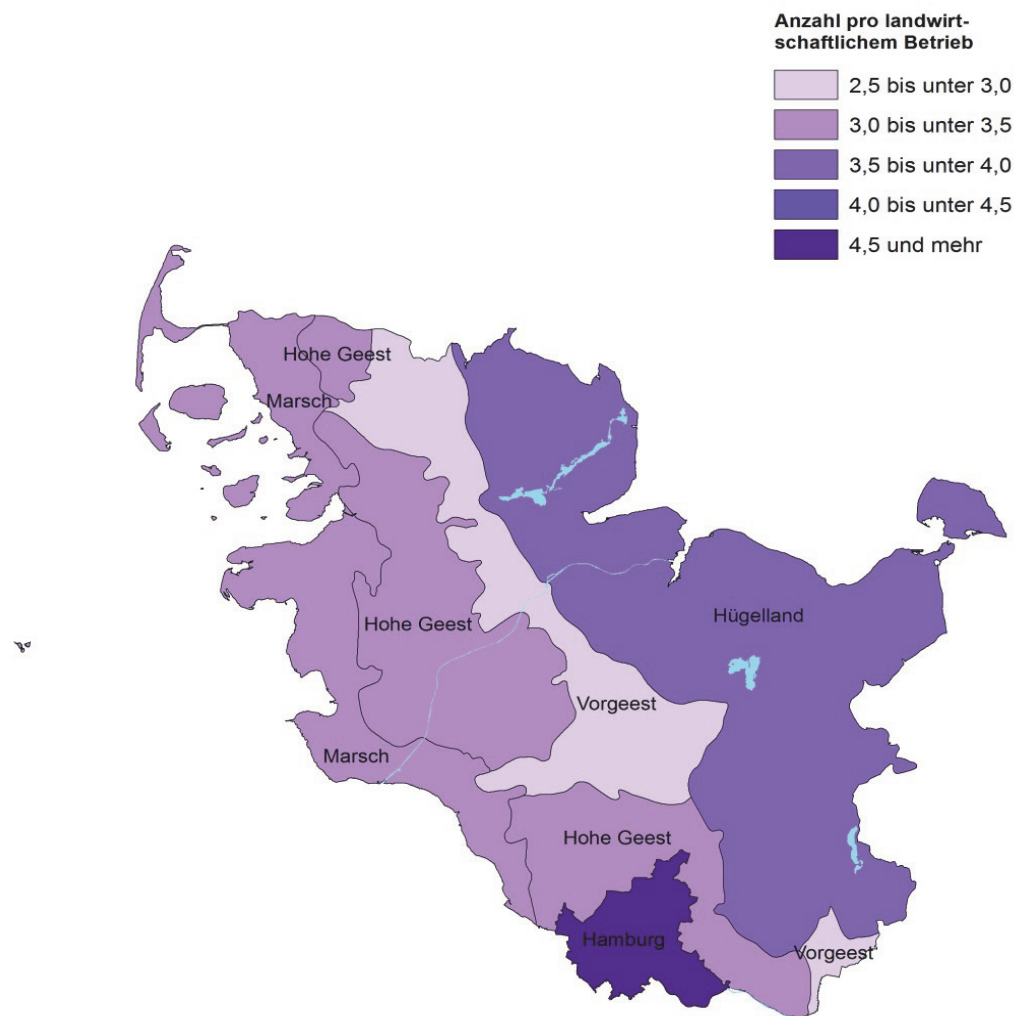 Anzahl pro landwirt-
schaftlichem Betrieb
2,5 bis unter 3,0
3,0 bis unter 3,5
3,5 bis unter 4,0
4,0 bis unter 4,5
4,5 und mehr
Hohe Geest
Marsch
Hügelland
Hohe Geest
Vorgeest
Marsch
Hohe Geest
Hamburg
Vorgeest